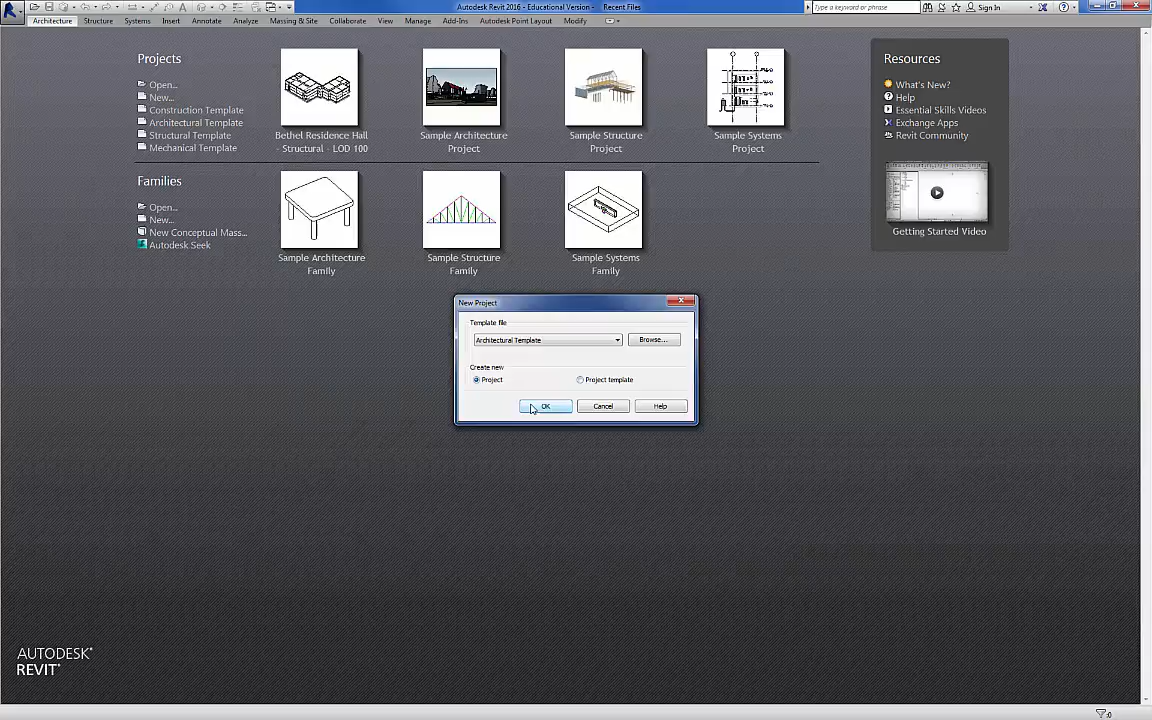 Autodesk Revit 2016 - Educational Version - Recent Files
Type a keyword or phrase
Sign In
Architecture Structure Systems Insert Annotate Analyze Massing & Site Collaborate View Manage Add-Ins Autodesk Point Layout Modify
Projects
Open...
New...
Construction Template
Architectural Template
Structural Template
Mechanical Template
Bethel Residence Hall
- Structural - LOD 100
Sample Architecture
Project
Sample Structure
Project
Sample Systems
Project
Families
Open...
New...
New Conceptual Mass...
Autodesk Seek
Sample Architecture
Family
Sample Structure
Family
Sample Systems
Family
Resources
What's New?
Help
Essential Skills Videos
Exchange Apps
Revit Community
Getting Started Video
New Project
Template file
Architectural Template
Browse...
Create new
Project
Project template
OK
Cancel
Help
AUTODESK®
REVIT®
:0